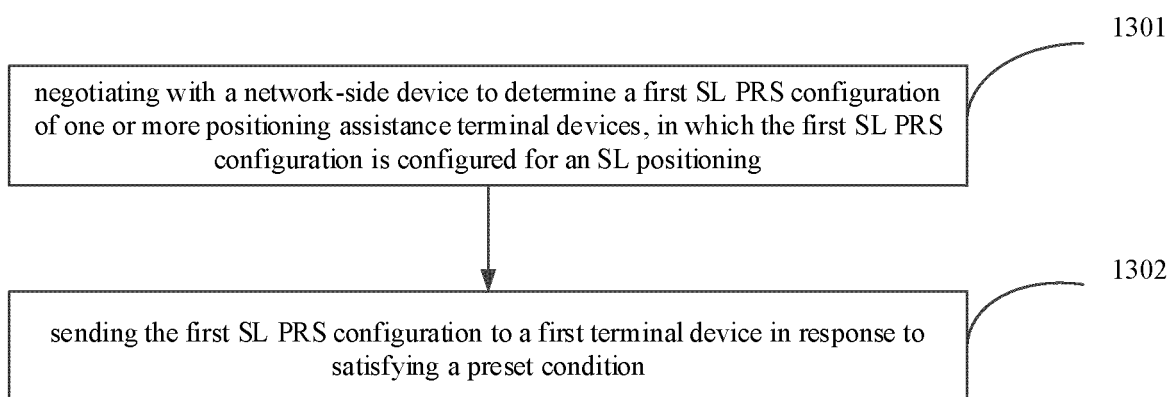 1301
negotiating with a network-side device to determine a first SL PRS configuration
of one or more positioning assistance terminal devices, in which the first SL PRS
configuration is configured for an SL positioning
1302
sending the first SL PRS configuration to a first terminal device in response to
satisfying a preset condition